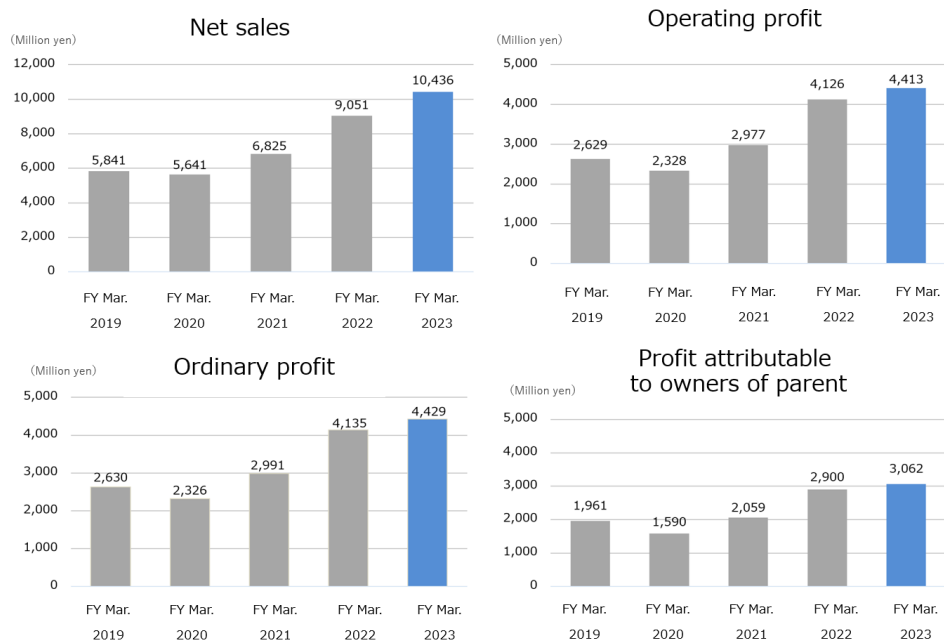 Net sales
（Million yen)
12,000
10,000
8,000
6,000
4,000
2,000
0
5,841
5,641
6,825
9,051
10,436
FY Mar. FY Mar. FY Mar. FY Mar. FY Mar.
2019 2020 2021 2022 2023
Operating profit
（Million yen)
5,000
4,000
3,000
2,000
1,000
0
2,629
2,328
2,977
4,126
4,413
FY Mar. FY Mar. FY Mar. FY Mar. FY Mar.
2019 2020 2021 2022 2023
Ordinary profit
（Million yen)
5,000
4,000
3,000
2,000
1,000
0
2,630
2,326
2,991
4,135
4,429
FY Mar. FY Mar. FY Mar. FY Mar. FY Mar.
2019 2020 2021 2022 2023
Profit attributable
to owners of parent
（Million yen)
5,000
4,000
3,000
2,000
1,000
0
1,961
1,590
2,059
2,900
3,062
FY Mar. FY Mar. FY Mar. FY Mar. FY Mar.
2019 2020 2021 2022 2023